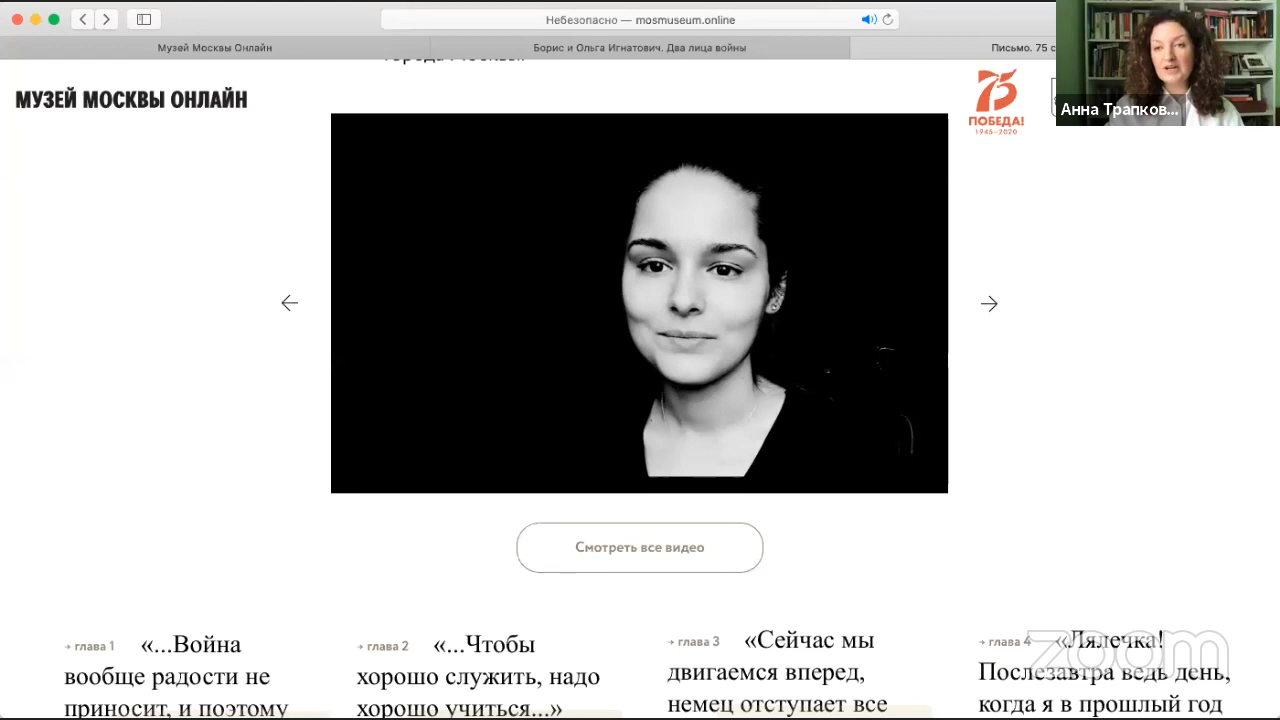 Небезопасно — mosmuseum.online
Музей Москвы Онлайн
Борис и Ольга Игнатович. Два лица войны
Письмо. 75
МУЗЕЙ МОСКВЫ ОНЛАЙН
75
ПОБЕДА!
1945–2020
Анна Трапков...
Смотреть все видео
→ глава 1 «...Война
вообще радости не
приносит, и поэтому
→ глава 2 «...Чтобы
хорошо служить, надо
хорошо учиться...»
→ глава 3 «Сейчас мы
двигаемся вперед,
немец отступает все
→ глава 4 «Лялечка!
Послезавтра ведь день,
когда я в прошлый год
zoom